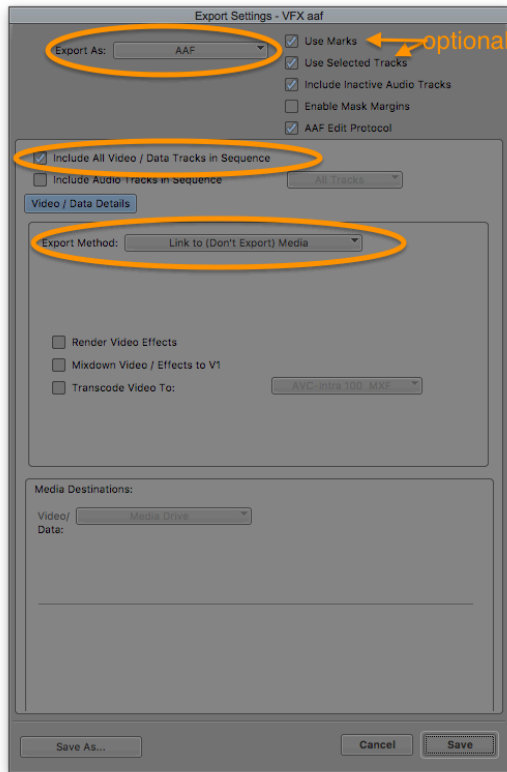 Export Settings - VFX aaf
Export As: AAF
Use Marks
optional
Use Selected Tracks
Include Inactive Audio Tracks
Enable Mask Margins
AAF Edit Protocol
Include All Video / Data Tracks in Sequence
Include Audio Tracks in Sequence
All Tracks
Video / Data Details
Export Method: Link to (Don't Export) Media
Render Video Effects
Mixdown Video / Effects to V1
Transcode Video To:
AVC-Intra 100 MXF
Media Destinations:
Video/
Data:
Media Drive
Save As...
Cancel
Save